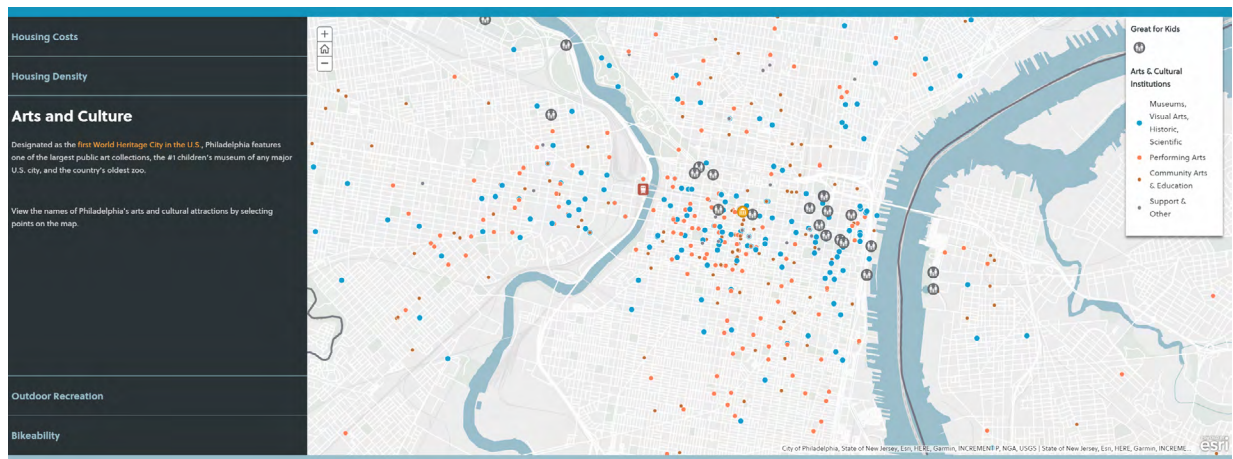 Housing Costs
Housing Density
Arts and Culture
Designated as the first World Heritage City in the U.S., Philadelphia features
one of the largest public art collections, the #1 children's museum of any major
U.S. city, and the country's oldest zoo.
View the names of Philadelphia's arts and cultural attractions by selecting
points on the map.
Outdoor Recreation
Bikeability
Great for Kids
Arts & Cultural
Institutions
Museums,
Visual Arts,
Historic,
Scientific
Performing Arts
Community Arts
& Education
Support &
Other
City of Philadelphia, State of New Jersey, Esri, HERE, Garmin, INCREMENT P, NGA, USGS | State of New Jersey, Esri, HERE, Garmin, INCREME...
esri